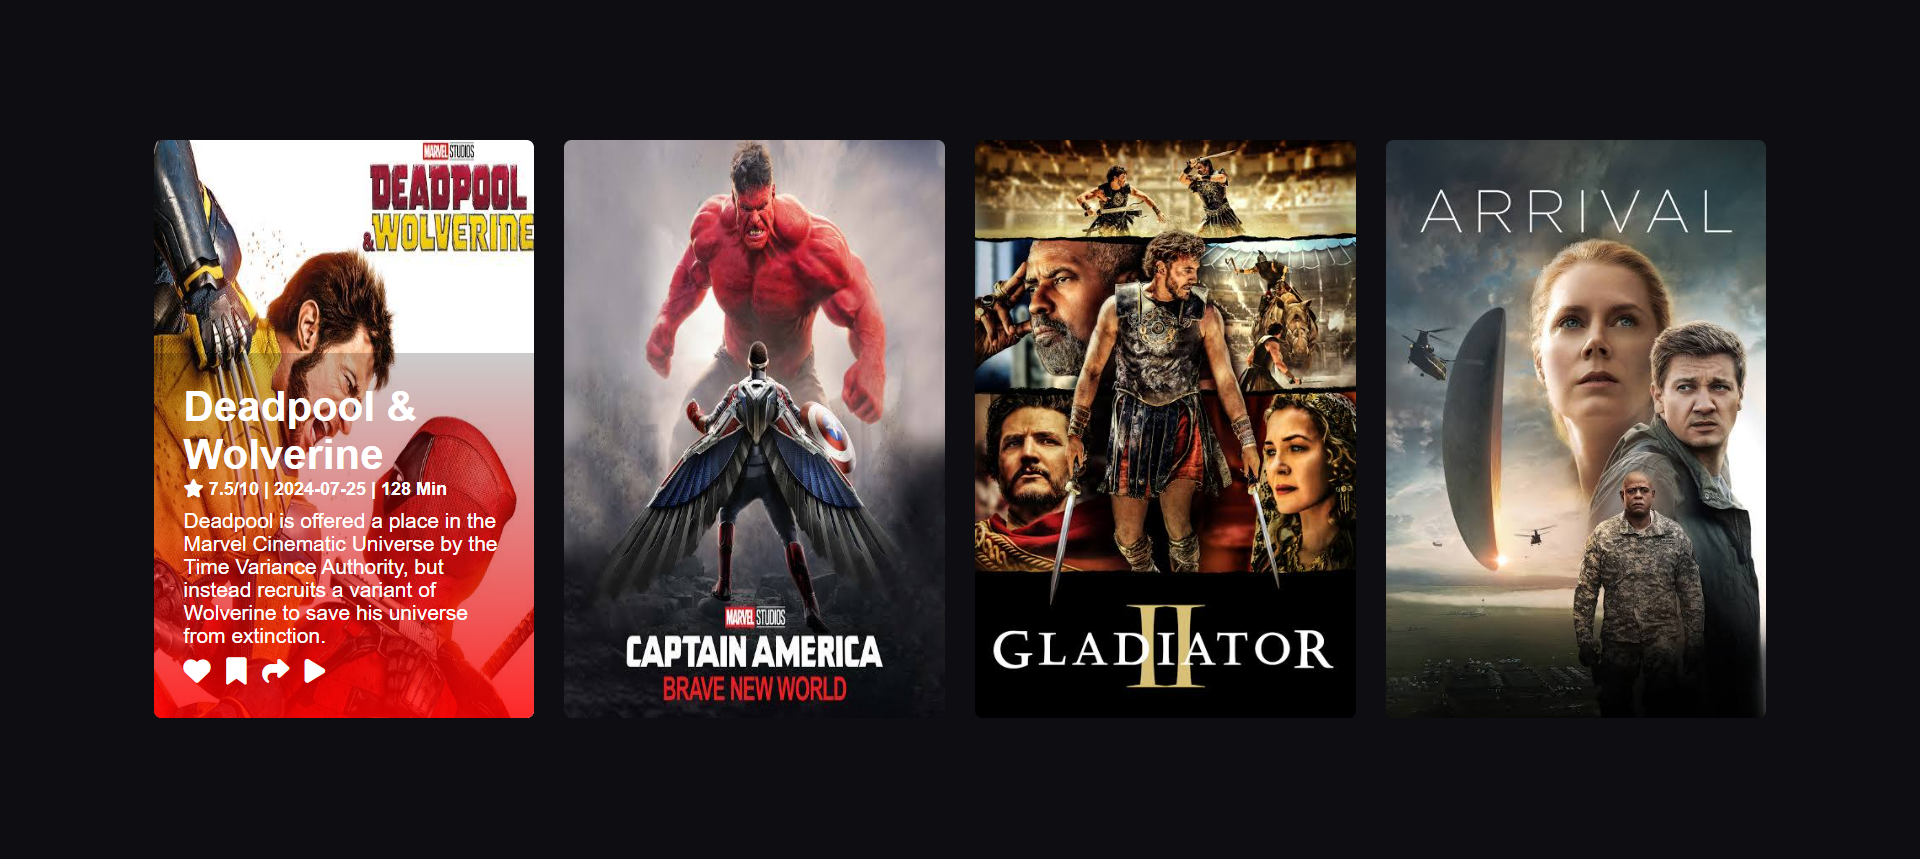 MARVEL STUDIOS
DEADPOOL
&WOLVERINE
Deadpool &
Wolverine
7.5/10 | 2024-07-25 | 128 Min
Deadpool is offered a place in the
Marvel Cinematic Universe by the
Time Variance Authority, but
instead recruits a variant of
Wolverine to save his universe
from extinction.
MARVEL STUDIOS
CAPTAIN AMERICA
BRAVE NEW WORLD
GLADIATOR
II
ARRIVAL